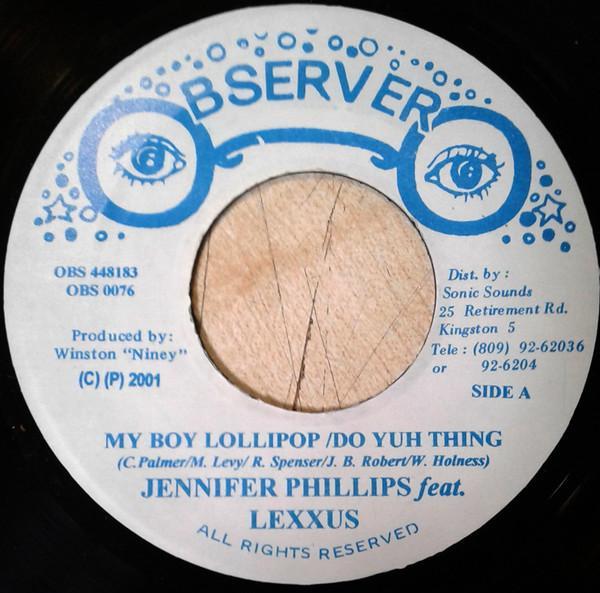 OBSERVER
OBS 448183
OBS 0076
Produced by:
Winston "Niney"
(C) (P) 2001
Dist. by :
Sonic Sounds
25 Retirement Rd.
Kingston 5
Tele : (809) 92-62036
or 92-6204
SIDE A
MY BOY LOLLIPOP /DO YUH THING
(C.Palmer/M. Levy/ R. Spenser/J. B. Robert/W. Holness)
JENNIFER PHILLIPS feat.
LEXXUS
ALL RIGHTS RESERVED